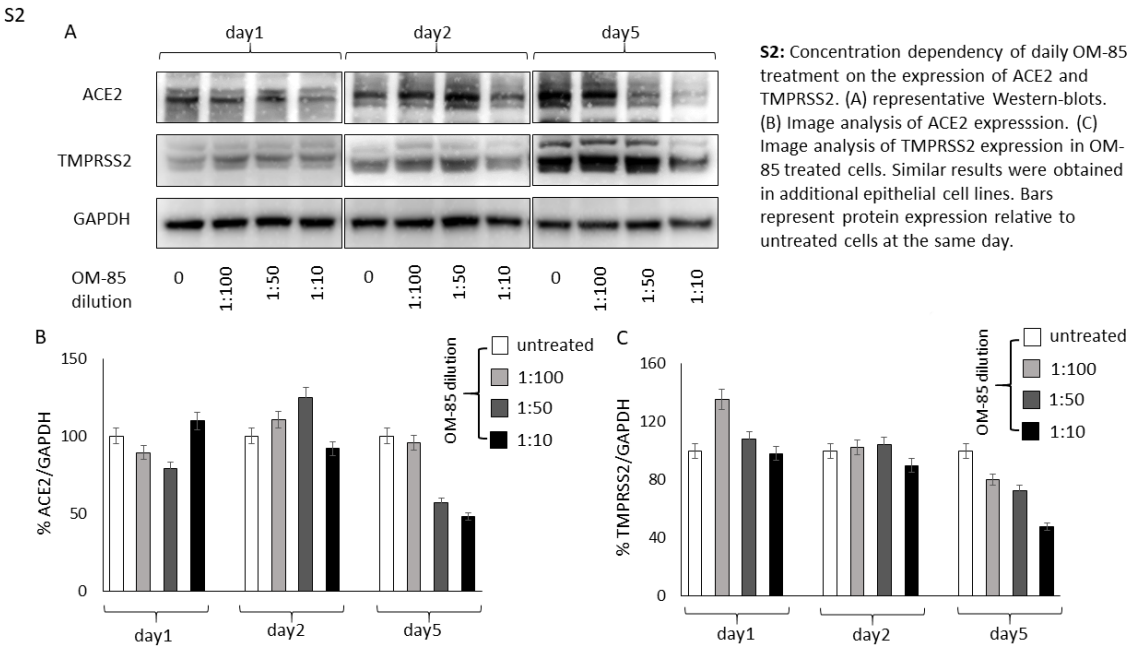 S2
A
day1
day2
day5
ACE2
TMPRSS2
GAPDH
OM-85
dilution
0
1:100
1:50
1:10
0
1:100
1:50
1:10
0
1:100
1:50
1:10
S2: Concentration dependency of daily OM-85
treatment on the expression of ACE2 and
TMPRSS2. (A) representative Western-blots.
(B) Image analysis of ACE2 expresssion. (C)
Image analysis of TMPRSS2 expression in OM-
85 treated cells. Similar results were obtained
in additional epithelial cell lines. Bars
represent protein expression relative to
untreated cells at the same day.
B
% ACE2/GAPDH
150
100
50
0
day1
day2
day5
OM-85 dilution
untreated
1:100
1:50
1:10
C
% TMPRSS2/GAPDH
160
120
80
40
0
day1
day2
day5
OM-85 dilution
untreated
1:100
1:50
1:10